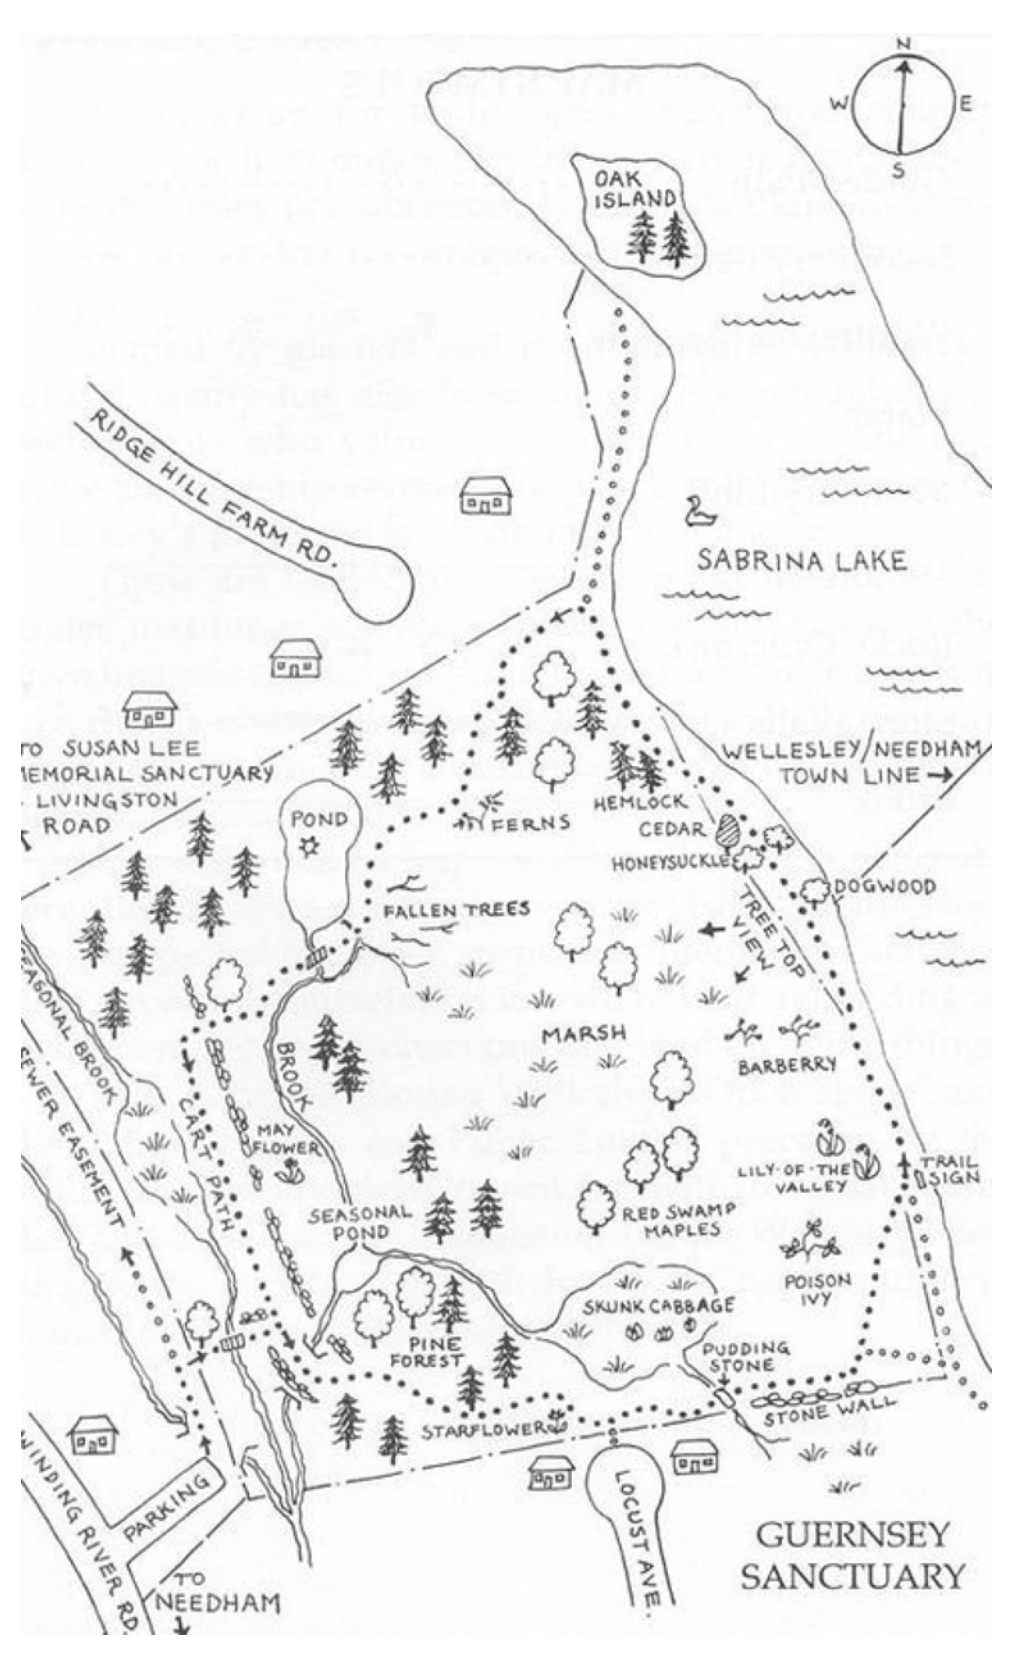 N
W E
S
OAK
ISLAND
RIDGE HILL FARM RD.
SABRINA LAKE
TO SUSAN LEE
MEMORIAL SANCTUARY
LIVINGSTON
ROAD
WELLESLEY/NEEDHAM
TOWN LINE →
POND
HEMLOCK
FERNS
CEDAR
HONEYSUCKLE
DOGWOOD
FALLEN TREES
TREE TOP
VIEW
MARSH
BARBERRY
BROOK
SEASONAL BROOK
SEWER EASEMENT
CART PATH
MAY
FLOWER
LILY-OF-THE
VALLEY
TRAIL
SIGN
SEASONAL
POND
RED SWAMP
MAPLES
POISON
IVY
SKUNK CABBAGE
PINE
FOREST
PUDDING
STONE
STARFLOWER
STONE WALL
LOCUST AVE.
PARKING
WINDING RIVER RD.
TO
NEEDHAM
GUERNSEY
SANCTUARY